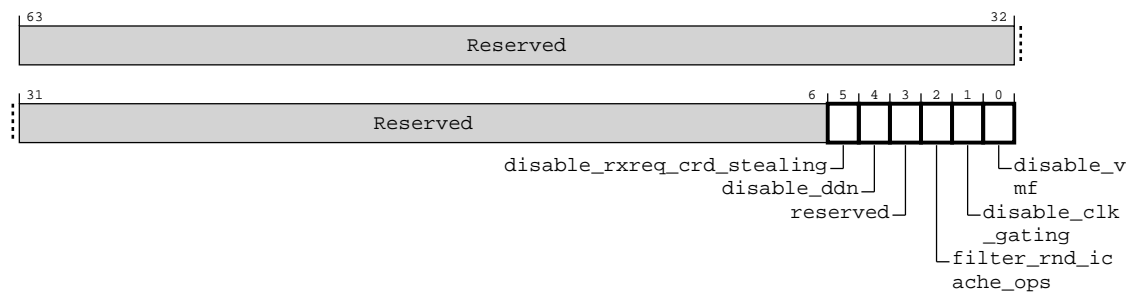 63 32
Reserved
31 6 5 4 3 2 1 0
Reserved
disable_rxreq_crd_stealing disable_v
disable_ddn mf
reserved disable_clk
_gating
filter_rnd_ic
ache_ops